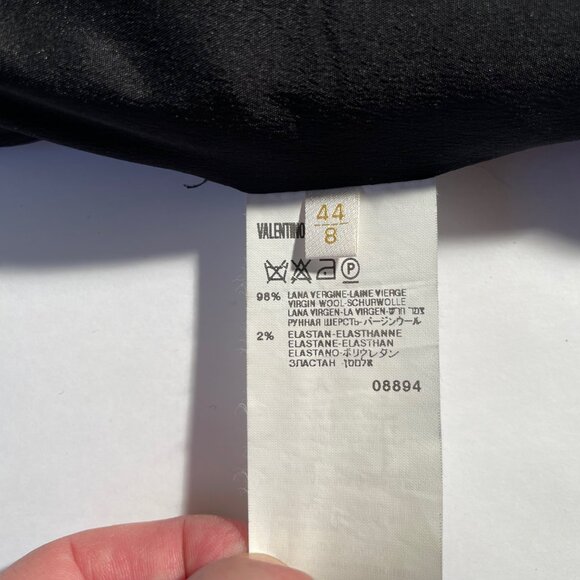 44
8
VALENTINO
P
98% LANA VERGINE-LAINE VIERGE
VIRGIN WOOL-SCHURWOLLE
LANA VIRGEN-LA VIRGEN-צמר חדש
РУННАЯ ШЕРСТЬ-バージンウール
2% ELASTAN-ELASTHANNE
ELASTANE-ELASTHAN
ELASTANO-ポリウレタン
ЭЛАСТАН
08894